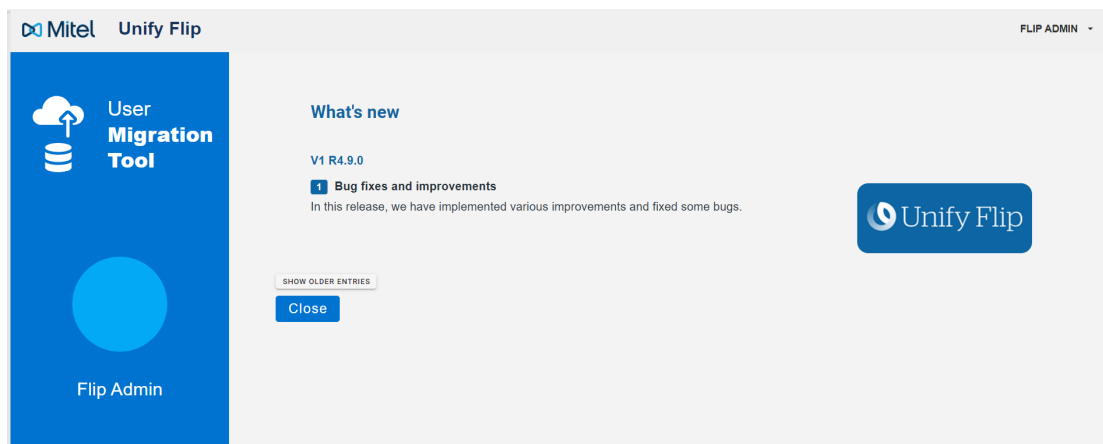 Mitel Unify Flip
FLIP ADMIN
User
Migration
Tool
Flip Admin
What's new
V1 R4.9.0
1 Bug fixes and improvements
In this release, we have implemented various improvements and fixed some bugs.
SHOW OLDER ENTRIES
Close
Unify Flip